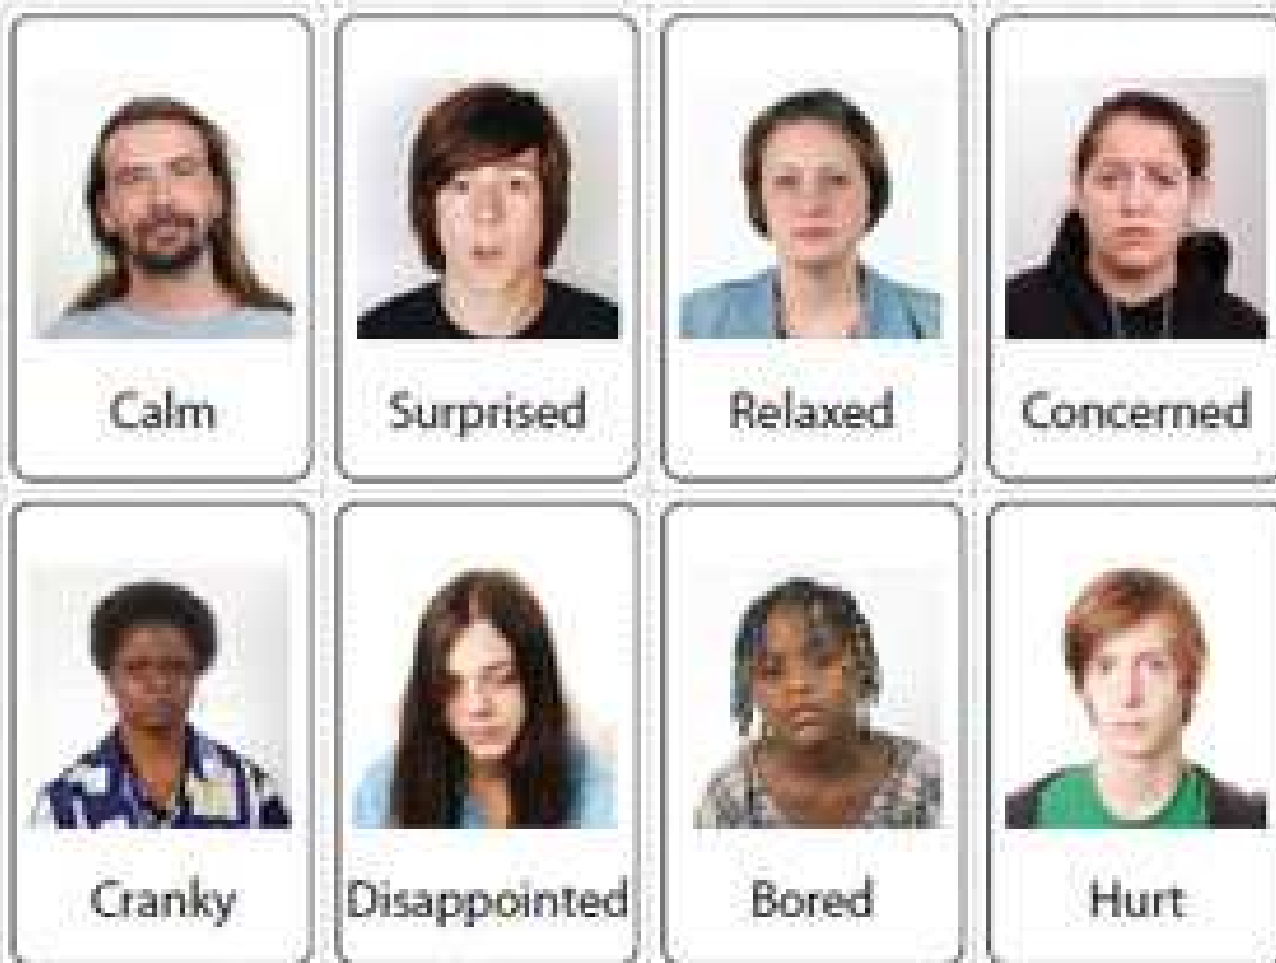 Calm
Surprised
Relaxed
Concerned
Cranky
Disappointed
Bored
Hurt